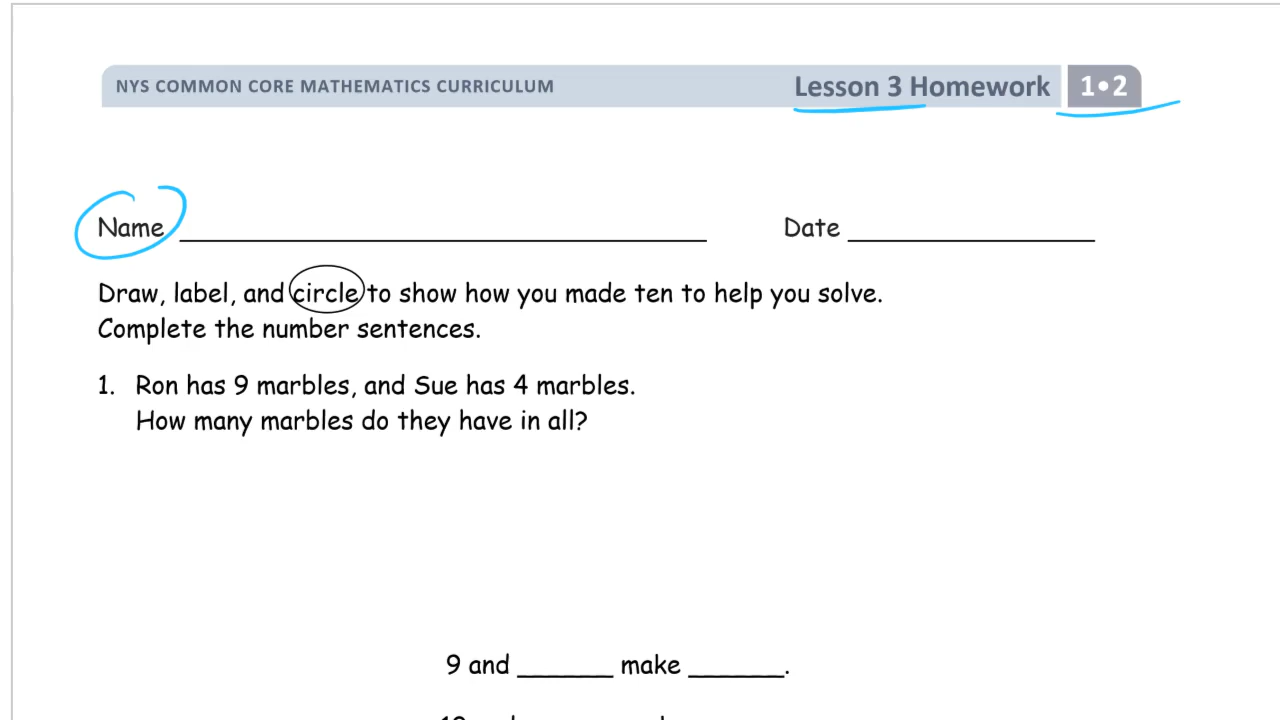 NYS COMMON CORE MATHEMATICS CURRICULUM Lesson 3 Homework 1•2
Name ______________ Date ______________
Draw, label, and circle to show how you made ten to help you solve.
Complete the number sentences.
1. Ron has 9 marbles, and Sue has 4 marbles.
How many marbles do they have in all?
9 and ______ make ______.